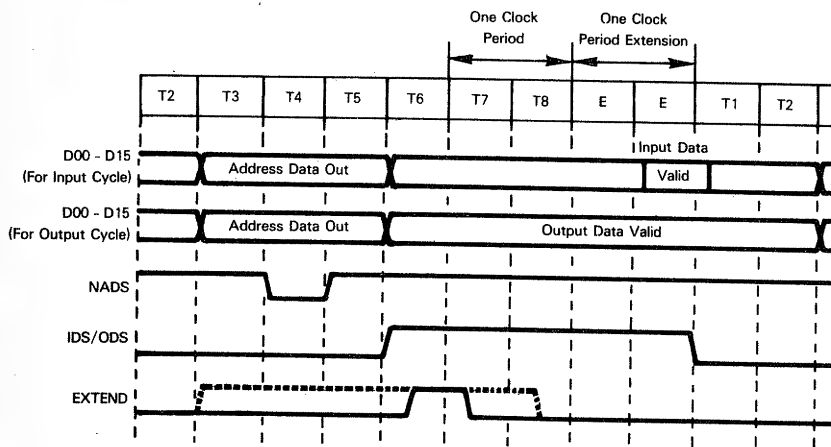 One Clock
Period
One Clock
Period Extension
T2 T3 T4 T5 T6 T7 T8 E E T1 T2
D00 - D15
(For Input Cycle)
Address Data Out
Input Data
Valid
D00 - D15
(For Output Cycle)
Address Data Out
Output Data Valid
NADS
IDS/ODS
EXTEND